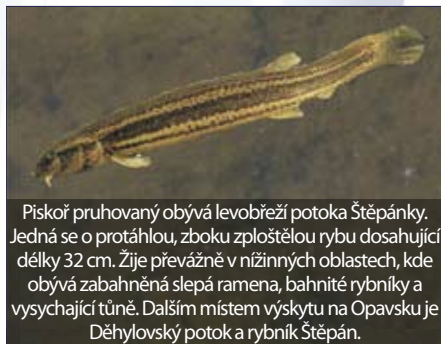 Piskoř pruhovaný obývá levobřeží potoka Štěpánky.
Jedná se o protáhlou, zboku zploštělou rybu dosahující
délky 32 cm. Žije převážně v nížinných oblastech, kde
obývá zabahněná slepá ramena, bahnité rybníky a
vysychající tůně. Dalším místem výskytu na Opavsku je
Děhylovský potok a rybník Štěpán.